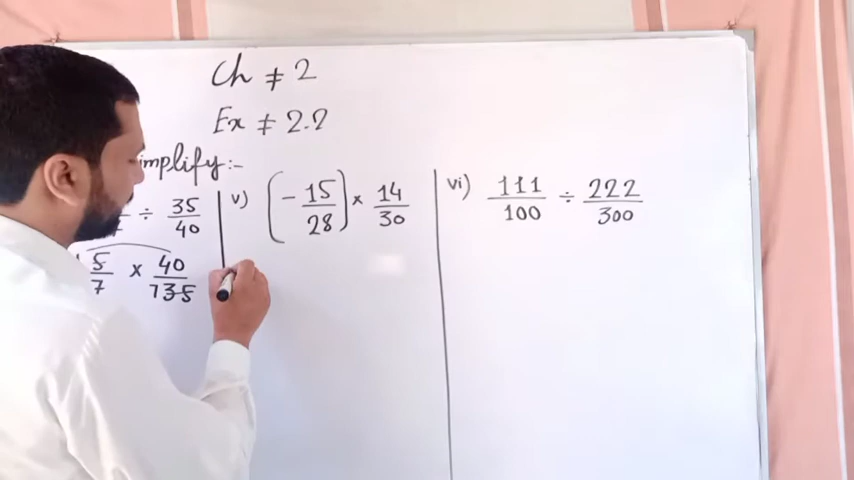 Ch # 2
Ex # 2.2
implify:-
÷ 35/40
5/7 × 40/35
v) (-15/28) × 14/30
vi) 111/100 ÷ 222/300